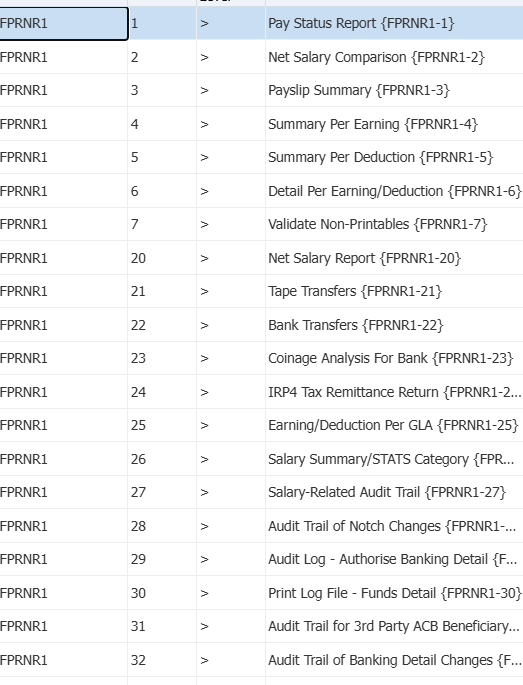 FPRNR1 1 > Pay Status Report {FPRNR1-1}
FPRNR1 2 > Net Salary Comparison {FPRNR1-2}
FPRNR1 3 > Payslip Summary {FPRNR1-3}
FPRNR1 4 > Summary Per Earning {FPRNR1-4}
FPRNR1 5 > Summary Per Deduction {FPRNR1-5}
FPRNR1 6 > Detail Per Earning/Deduction {FPRNR1-6}
FPRNR1 7 > Validate Non-Printables {FPRNR1-7}
FPRNR1 20 > Net Salary Report {FPRNR1-20}
FPRNR1 21 > Tape Transfers {FPRNR1-21}
FPRNR1 22 > Bank Transfers {FPRNR1-22}
FPRNR1 23 > Coinage Analysis For Bank {FPRNR1-23}
FPRNR1 24 > IRP4 Tax Remittance Return {FPRNR1-2...
FPRNR1 25 > Earning/Deduction Per GLA {FPRNR1-25}
FPRNR1 26 > Salary Summary/STATS Category {FPR...
FPRNR1 27 > Salary-Related Audit Trail {FPRNR1-27}
FPRNR1 28 > Audit Trail of Notch Changes {FPRNR1-...
FPRNR1 29 > Audit Log - Authorise Banking Detail {F...
FPRNR1 30 > Print Log File - Funds Detail {FPRNR1-30}
FPRNR1 31 > Audit Trail for 3rd Party ACB Beneficiary...
FPRNR1 32 > Audit Trail of Banking Detail Changes {F...